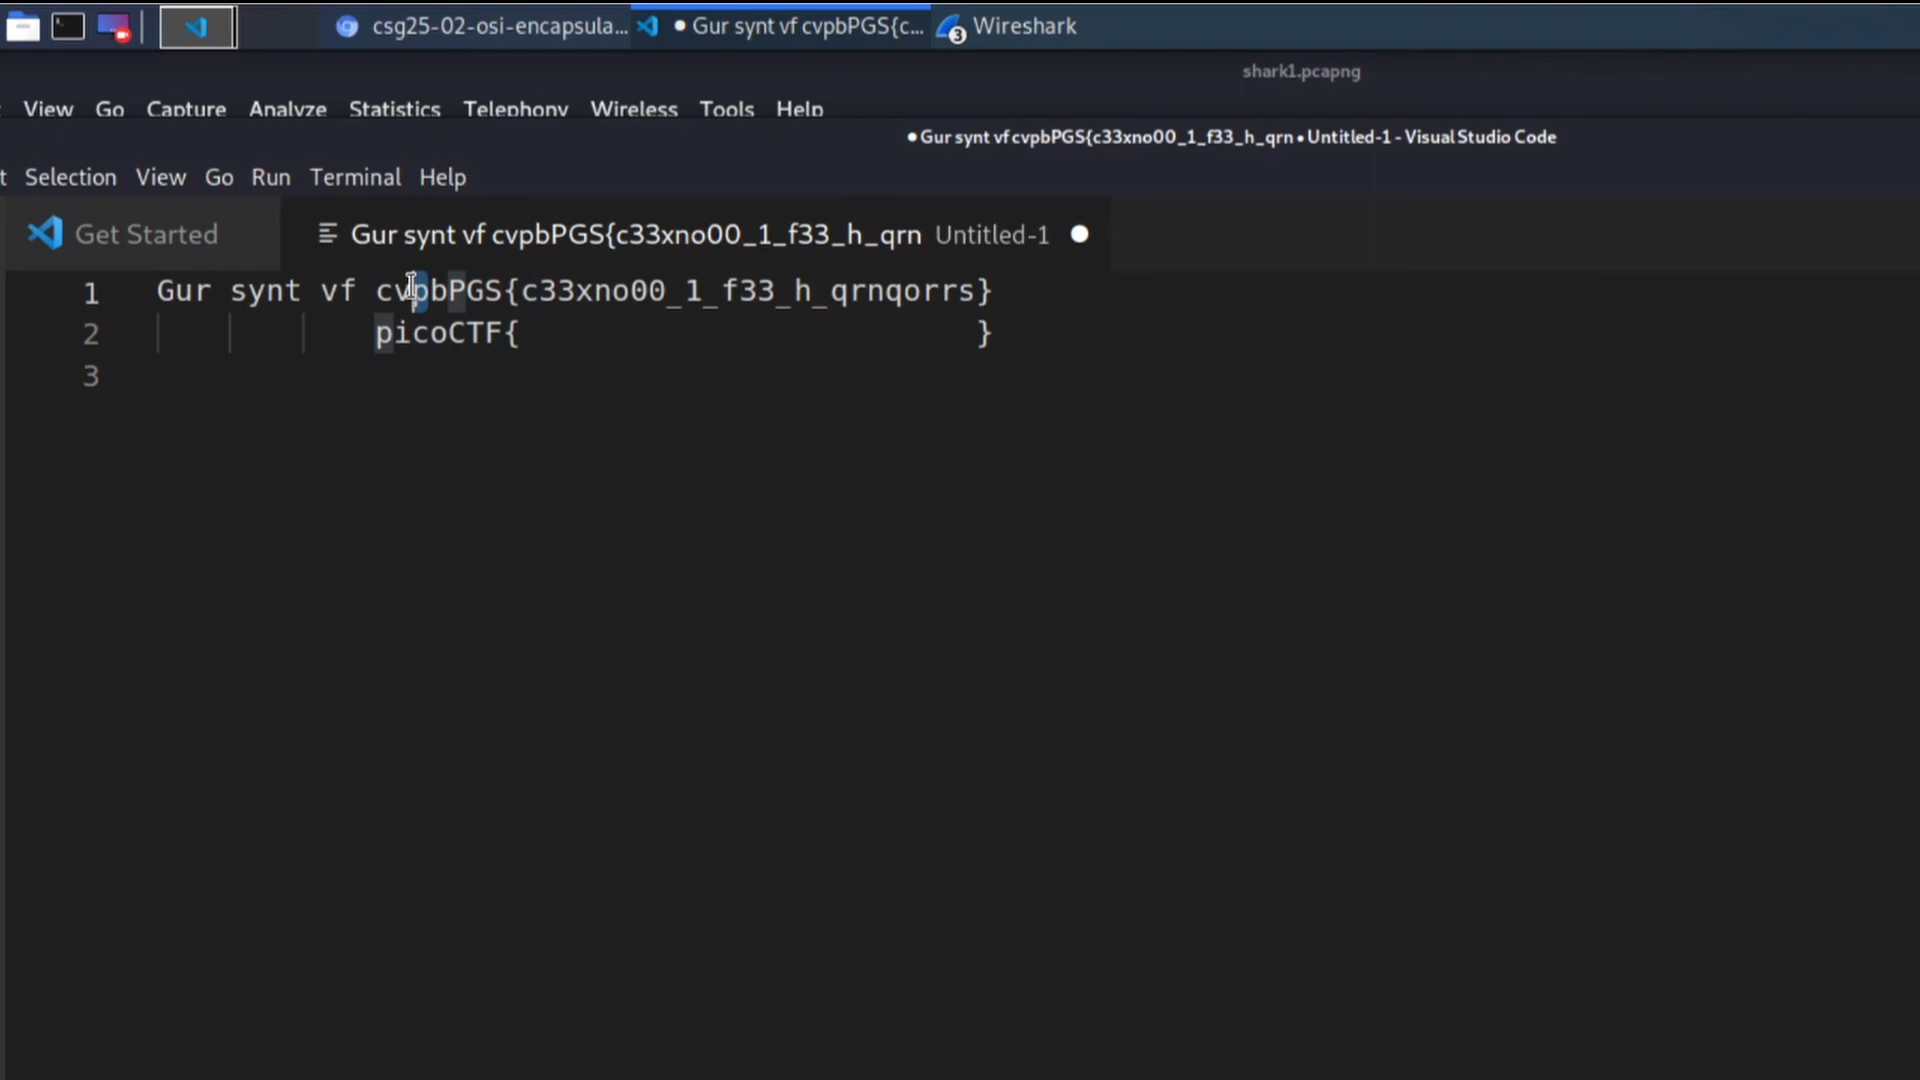 csg25-02-osi-encapsula...
● Gur synt vf cvpbPGS{c...
3 Wireshark
shark1.pcapng
View Go Capture Analyze Statistics Telephony Wireless Tools Help
● Gur synt vf cvpbPGS{c33xno00_1_f33_h_qrn • Untitled-1 - Visual Studio Code
t Selection View Go Run Terminal Help
Get Started
Gur synt vf cvpbPGS{c33xno00_1_f33_h_qrn Untitled-1 ●
1 Gur synt vf cvpbPGS{c33xno00_1_f33_h_qrnqorrs}
2 picoCTF{ }
3